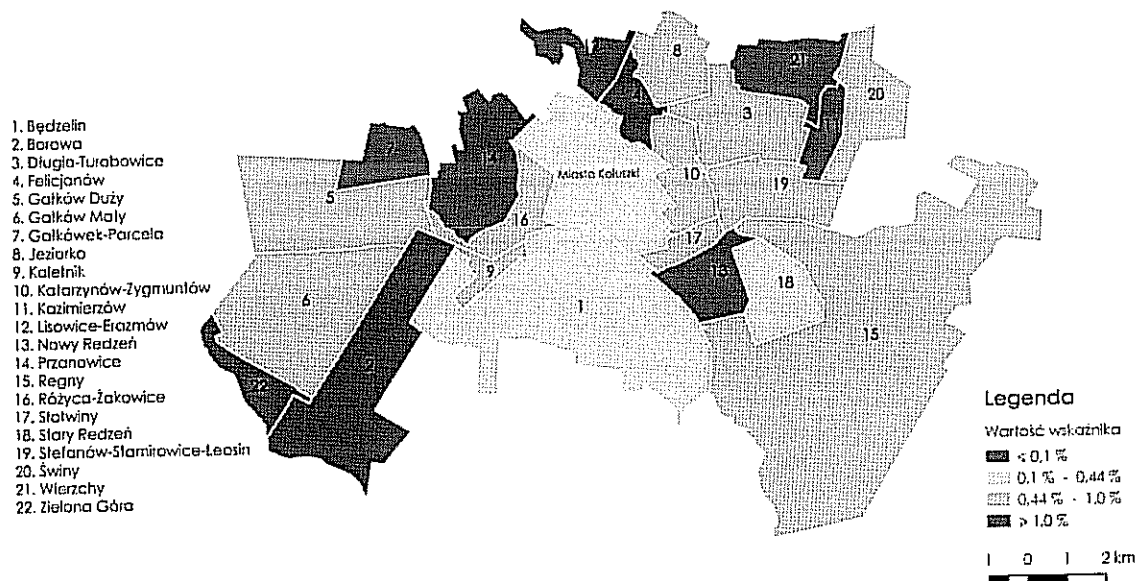 1. Będzelin
2. Borowa
3. Długie-Turobowice
4. Felicjanów
5. Gałków Duży
6. Gałków Mały
7. Gałkówek-Parcela
8. Jeziorko
9. Kaletnik
10. Katarzynów-Zygmuntów
11. Kazimierzów
12. Lisowice-Erazmów
13. Nowy Redzeń
14. Przanowice
15. Regny
16. Różyca-Żakowice
17. Słotwiny
18. Stary Redzeń
19. Stefanów-Stamirowice-Leosin
20. Świny
21. Wierzchy
22. Zielona Góra
8
21
20
3
7
14
Miasto Koluszki
10
19
5
16
17
9
13
18
6
1
15
2
22
Legenda
Wartość wskaźnika
< 0,1 %
0,1 % - 0,44 %
0,44 % - 1,0 %
> 1,0 %
1 0 1 2 km